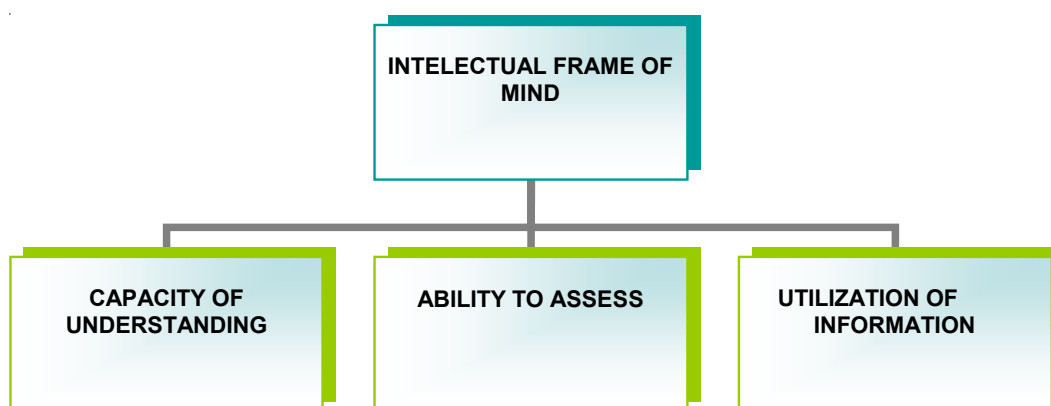 INTELECTUAL FRAME OF
MIND
CAPACITY OF
UNDERSTANDING
ABILITY TO ASSESS
UTILIZATION OF
INFORMATION